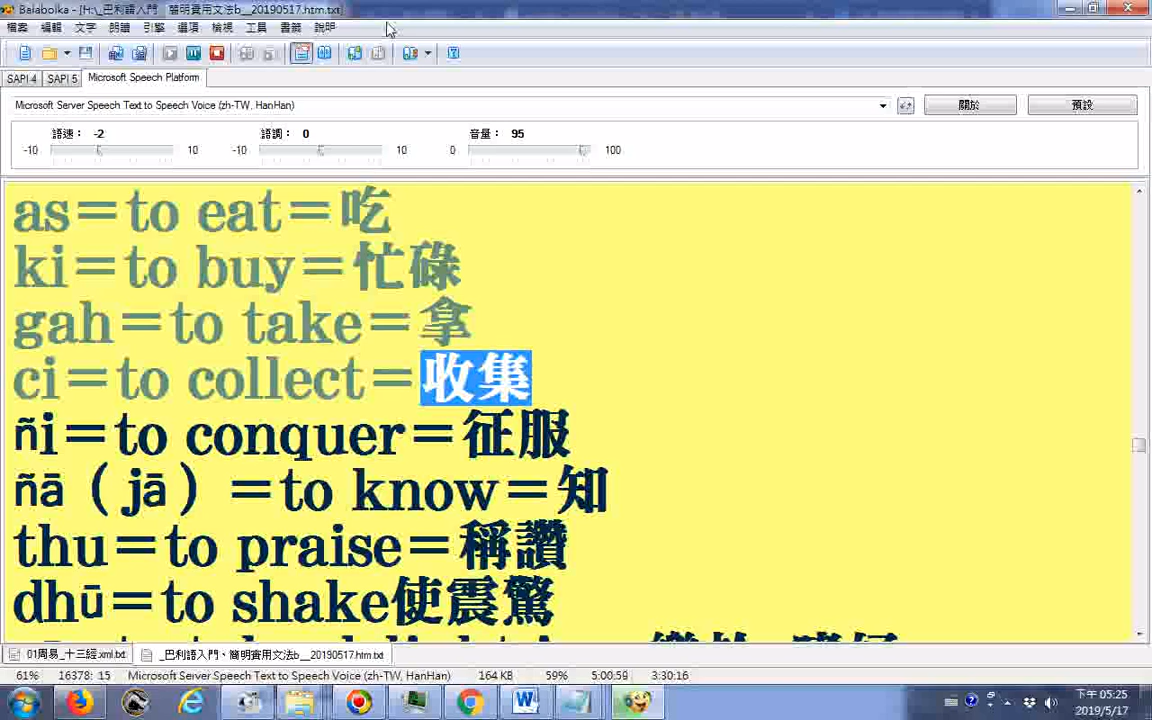 Balabolka - [H:\_巴利語入門、簡明實用文法b__20190517.htm.txt]
檔案 編輯 文字 朗讀 引擎 選項 檢視 工具 書籤 說明
SAPI 4 SAPI 5 Microsoft Speech Platform
Microsoft Server Speech Text to Speech Voice (zh-TW, HanHan) 關於 預設
語速: -2 語調: 0 音量: 95
-10 10 -10 10 0 100
as=to eat=吃
ki=to buy=忙碌
gah=to take=拿
ci=to collect=收集
ñi=to conquer=征服
ñā(jā)=to know=知
thu=to praise=稱讚
dhū=to shake使震驚
01周易_十三經.xml.txt _巴利語入門、簡明實用文法b__20190517.htm.txt
61% 16378: 15 Microsoft Server Speech Text to Speech Voice (zh-TW, HanHan) 164 KB 59% 5:00:59 3:30:16
下午 05:25
2019/5/17